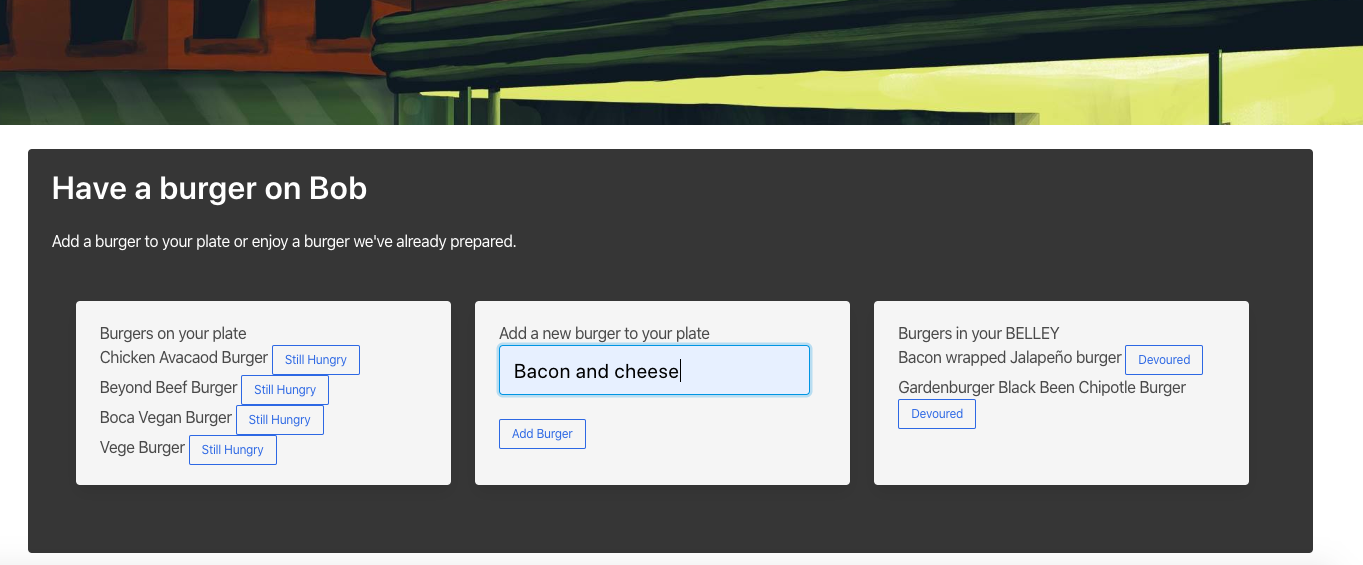 Have a burger on Bob
Add a burger to your plate or enjoy a burger we've already prepared.
Burgers on your plate
Chicken Avacaod Burger Still Hungry
Beyond Beef Burger Still Hungry
Boca Vegan Burger Still Hungry
Vege Burger Still Hungry
Add a new burger to your plate
Bacon and cheese
Add Burger
Burgers in your BELLEY
Bacon wrapped Jalapeño burger Devoured
Gardenburger Black Been Chipotle Burger
Devoured